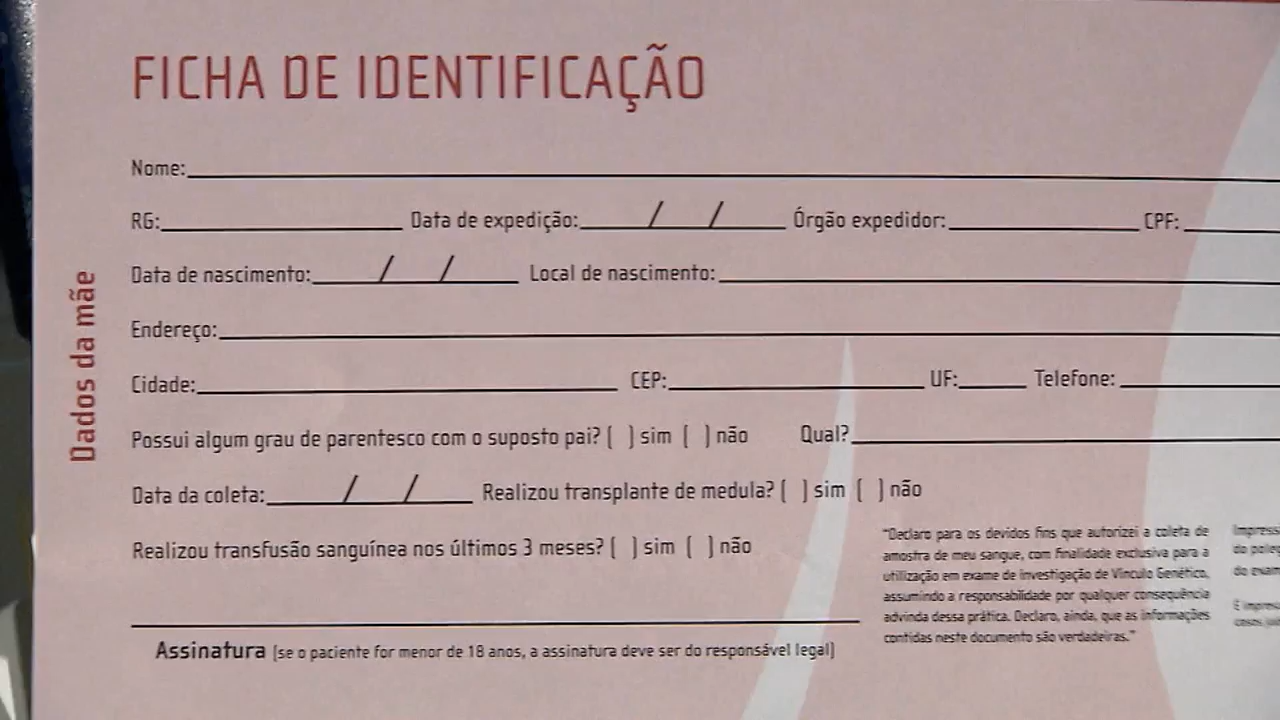 FICHA DE IDENTIFICAÇÃO
Dados da mãe
Nome:
RG: Data de expedição: / / Órgão expedidor: CPF:
Data de nascimento: / / Local de nascimento:
Endereço:
Cidade: CEP: UF: Telefone:
Possui algum grau de parentesco com o suposto pai? ( ) sim ( ) não Qual?
Data da coleta: / / Realizou transplante de medula? ( ) sim ( ) não
Realizou transfusão sanguínea nos últimos 3 meses? ( ) sim ( ) não
Assinatura (se o paciente for menor de 18 anos, a assinatura deve ser do responsável legal)
"Declaro para os devidos fins que autorizei a coleta de
amostra de meu sangue, com finalidade exclusiva para a
utilização em exame de investigação de Vínculo Genético,
assumindo a responsabilidade por qualquer consequência
advinda dessa prática. Declaro, ainda, que as informações
contidas neste documento são verdadeiras."
do
do